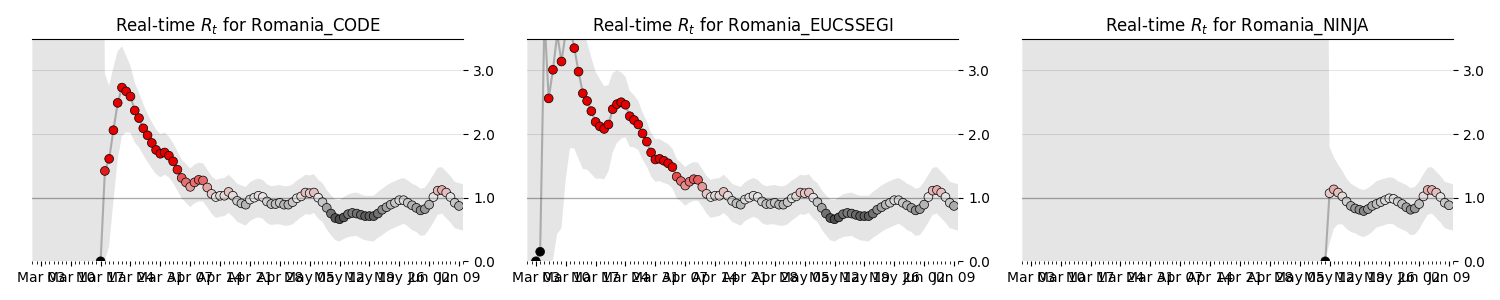 Real-time Rt for Romania_CODE
Real-time Rt for Romania_EUCSSEGI
Real-time Rt for Romania_NINJA
3.0
2.0
1.0
0.0
3.0
2.0
1.0
0.0
3.0
2.0
1.0
0.0
Mar 03 Mar 10 Mar 17 Mar 24 Mar 31 Apr 07 Apr 14 Apr 21 Apr 28 May 05 May 12 May 19 May 26 Jun 02 Jun 09
Mar 03 Mar 10 Mar 17 Mar 24 Mar 31 Apr 07 Apr 14 Apr 21 Apr 28 May 05 May 12 May 19 May 26 Jun 02 Jun 09
Mar 03 Mar 10 Mar 17 Mar 24 Mar 31 Apr 07 Apr 14 Apr 21 Apr 28 May 05 May 12 May 19 May 26 Jun 02 Jun 09